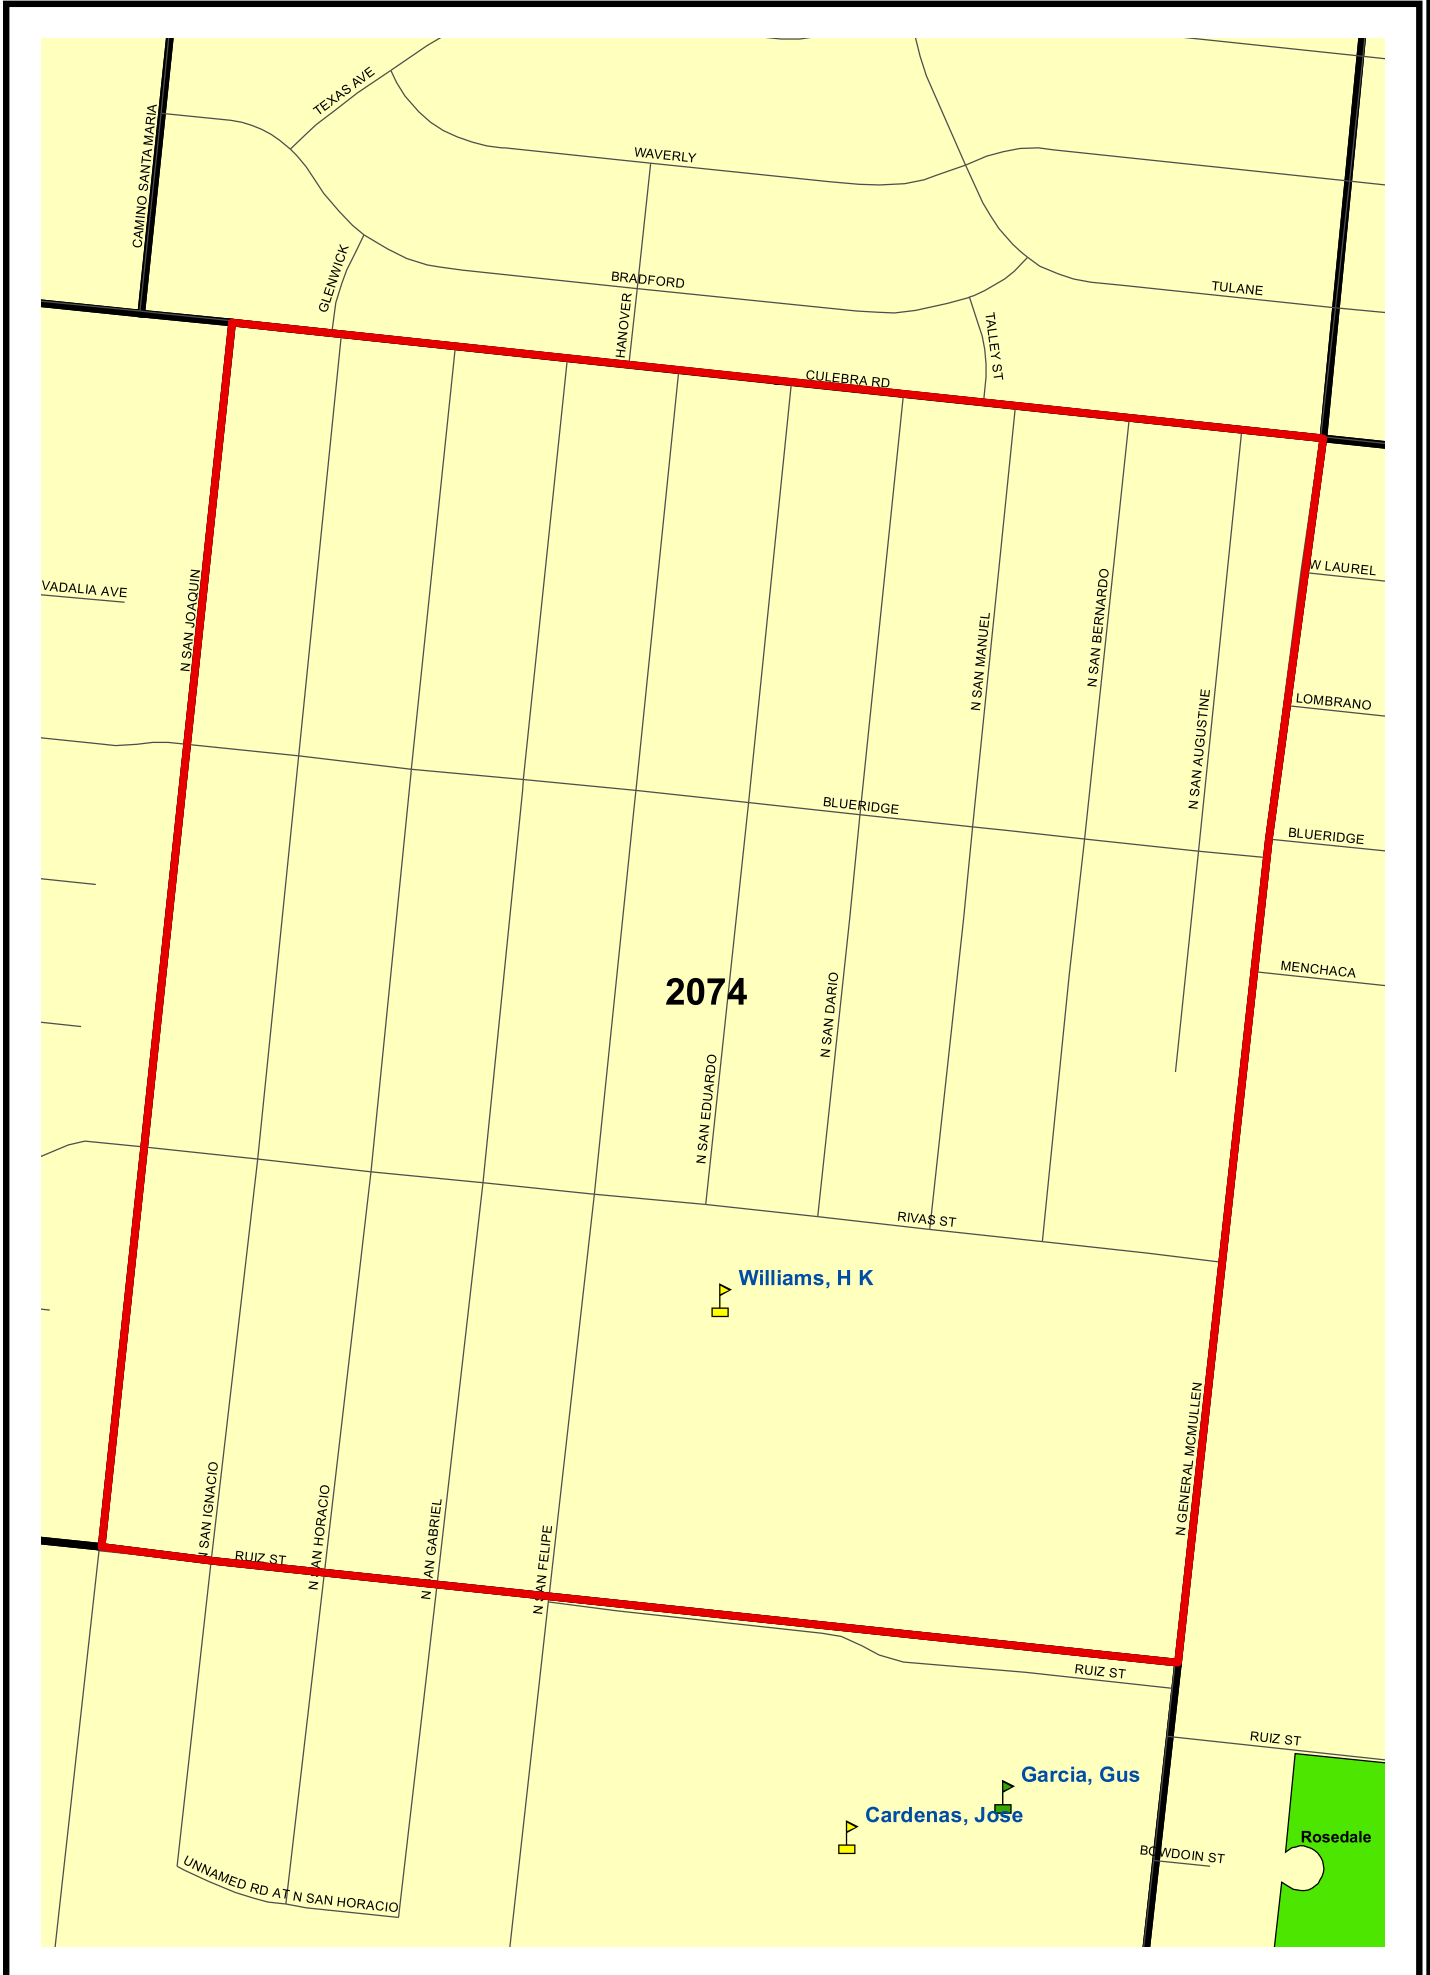 TEXAS AVE
CAMINO SANTA MARIA
WAVERLY
GLENWICK
BRADFORD
HANOVER
TULANE
TALLEY ST
CULEBRA RD
VADALIA AVE
N SAN JOAQUIN
W LAUREL
N SAN MANUEL
N SAN BERNARDO
N SAN AUGUSTINE
LOMBRANO
BLUERIDGE
BLUERIDGE
MENCHACA
2074
N SAN DARIO
N SAN EDUARDO
RIVAS ST
Williams, H K
N GENERAL MCMULLEN
N SAN IGNACIO
N SAN HORACIO
N SAN GABRIEL
N SAN FELIPE
RUIZ ST
RUIZ ST
RUIZ ST
Garcia, Gus
Cardenas, Jose
Rosedale
BOWDOIN ST
UNNAMED RD AT N SAN HORACIO